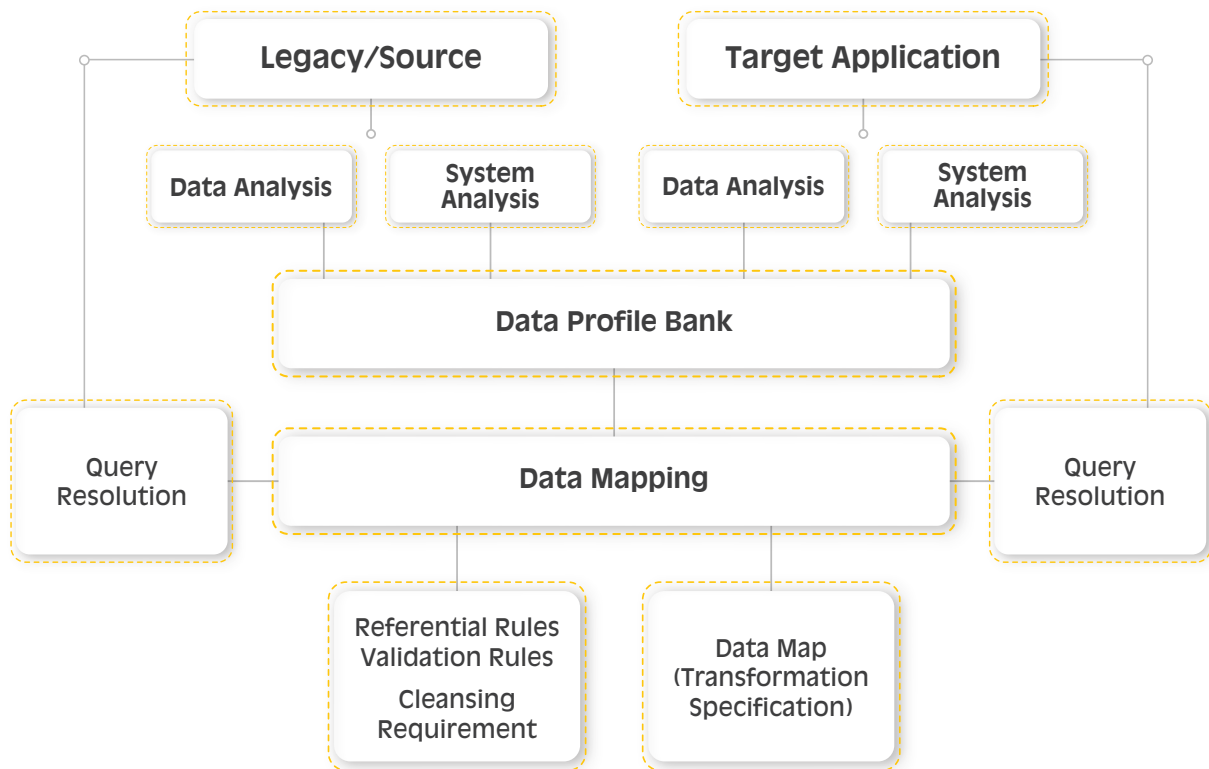 Legacy/Source
Target Application
Data Analysis
System
Analysis
Data Analysis
System
Analysis
Data Profile Bank
Query
Resolution
Data Mapping
Query
Resolution
Referential Rules
Validation Rules
Cleansing
Requirement
Data Map
(Transformation
Specification)